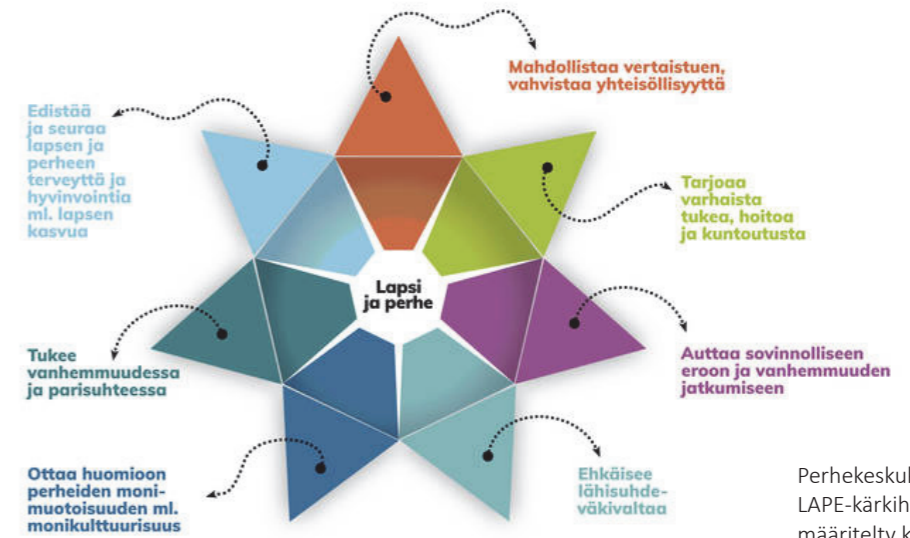 Mahdollistaa vertaistuen,
vahvistaa yhteisöllisyyttä
Edistää
ja seuraa
lapsen ja
perheen
terveyttä ja
hyvinvointia
ml. lapsen
kasvua
Tarjoaa
varhaista
tukea, hoitoa
ja kuntoutusta
Lapsi
ja perhe
Tukee
vanhemmuudessa
ja parisuhteessa
Auttaa sovinnolliseen
eroon ja vanhemmuuden
jatkumiseen
Ottaa huomioon
perheiden moni-
muotoisuuden ml.
monikulttuurisuus
Ehkäisee
lähisuhde-
väkivaltaa
Perhekeskul
LAPE-kärkih
määritelty k